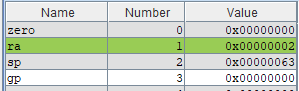 Name Number Value
zero 0 0x00000000
ra 1 0x00000002
sp 2 0x00000063
gp 3 0x00000000